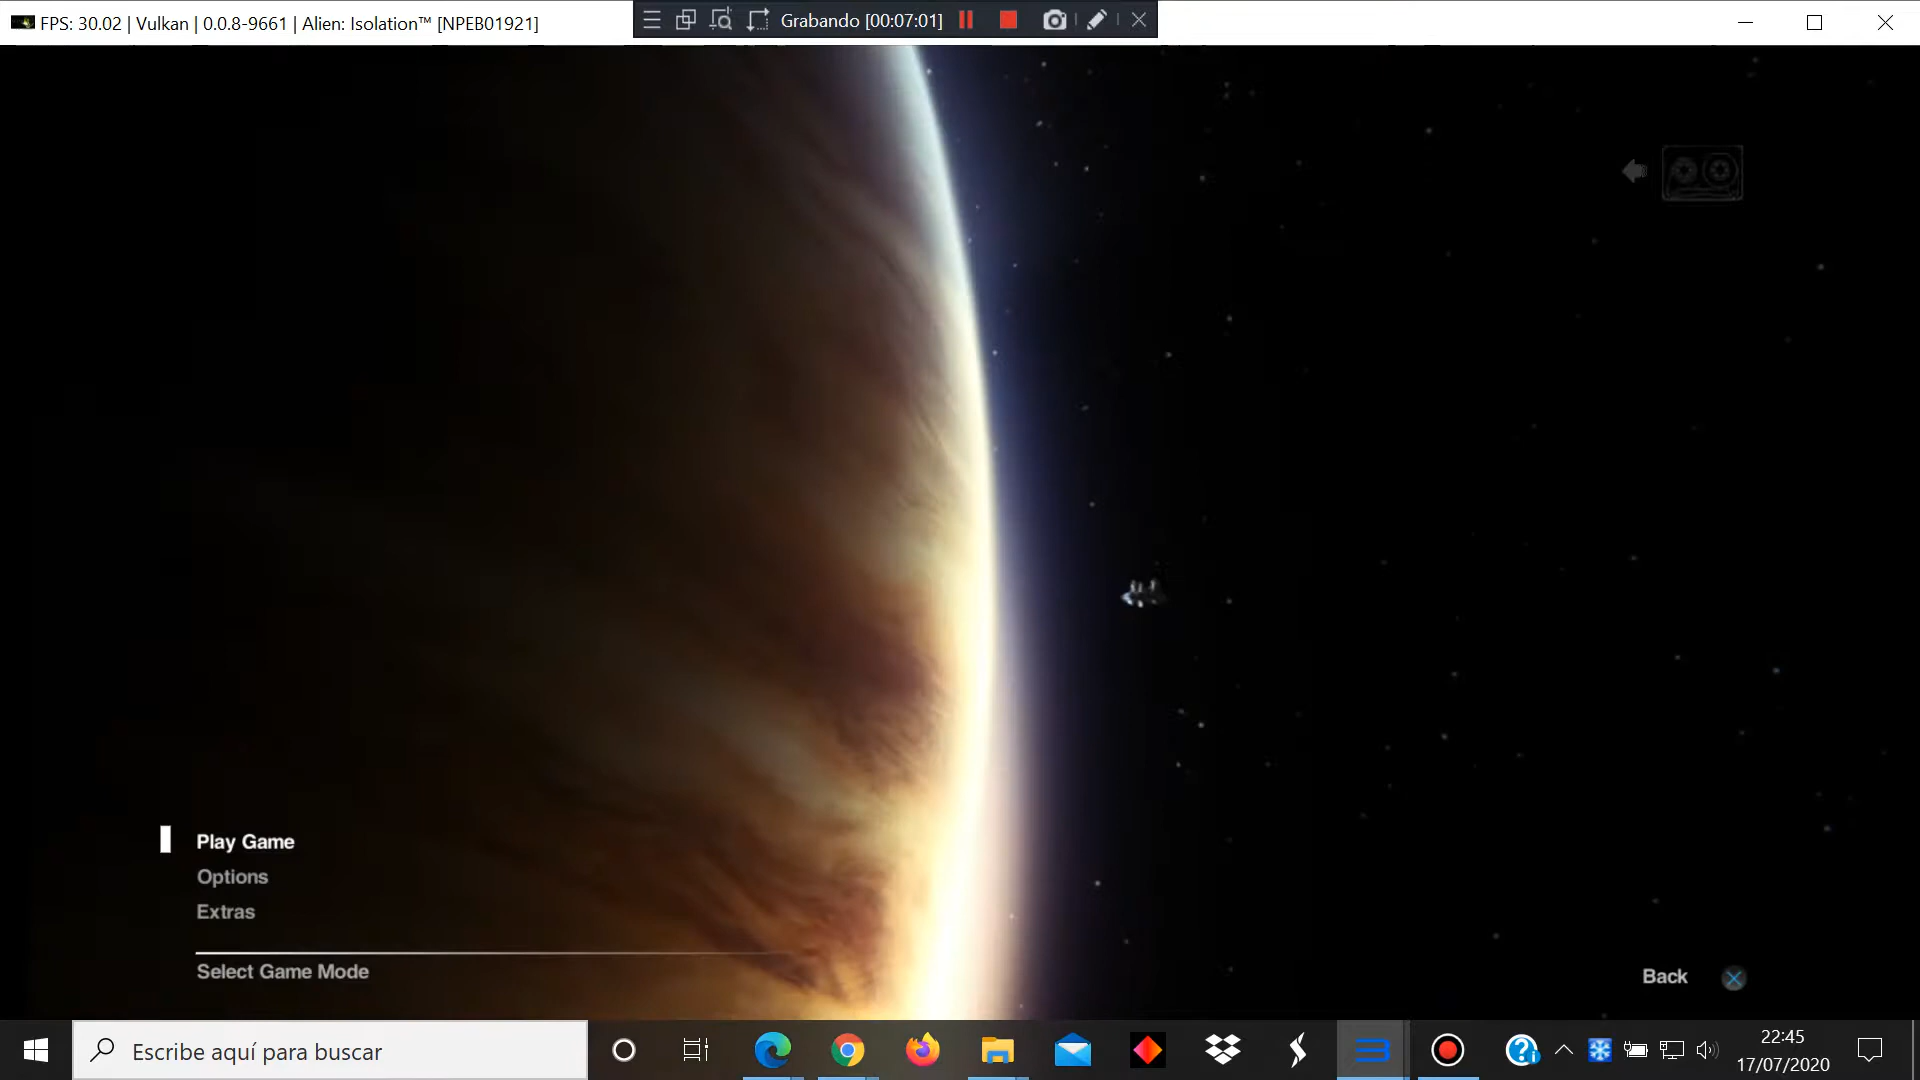 FPS: 30.02 | Vulkan | 0.0.8-9661 | Alien: Isolation™ [NPEB01921]
Grabando [00:07:01]
Play Game
Options
Extras
Select Game Mode
Back
Escribe aquí para buscar
22:45
17/07/2020